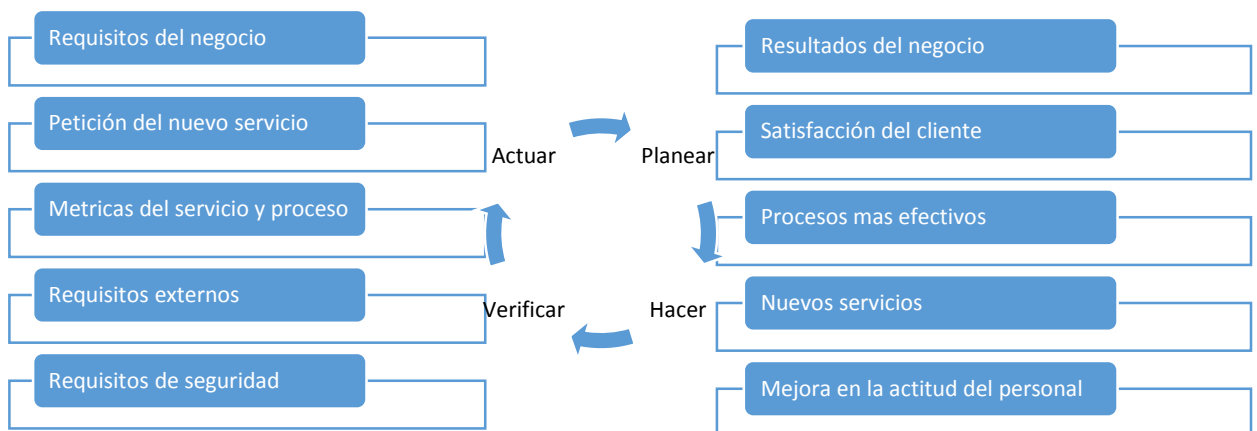 Requisitos del negocio
Petición del nuevo servicio
Metricas del servicio y proceso
Requisitos externos
Requisitos de seguridad
Actuar
Planear
Verificar
Hacer
Resultados del negocio
Satisfacción del cliente
Procesos mas efectivos
Nuevos servicios
Mejora en la actitud del personal